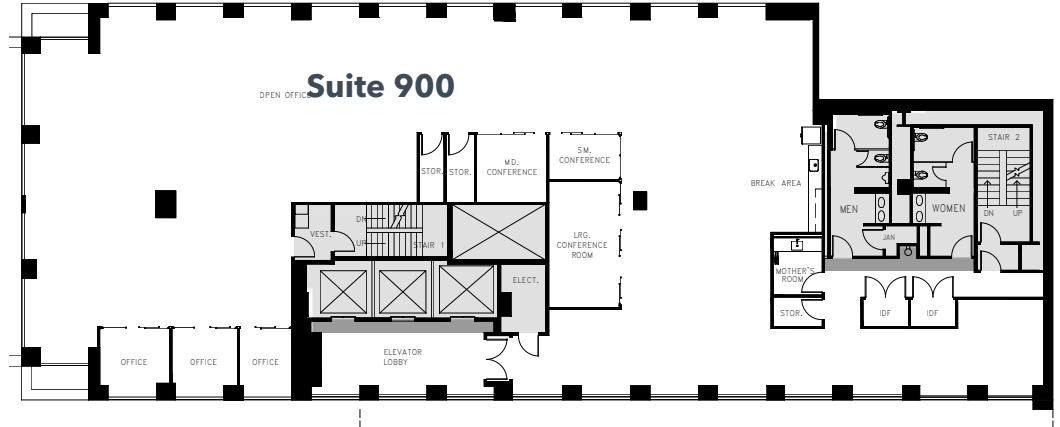 Suite 900
OPEN OFFICE
STAIR 2
SM.
CONFERENCE
MD.
CONFERENCE
STOR.
STOR.
BREAK AREA
MEN
WOMEN
DN
UP
DN
UP
VEST.
STAIR 1
LRG.
CONFERENCE
ROOM
JAN
MOTHER'S
ROOM
ELECT.
STOR.
IDF
IDF
OFFICE
OFFICE
OFFICE
ELEVATOR
LOBBY